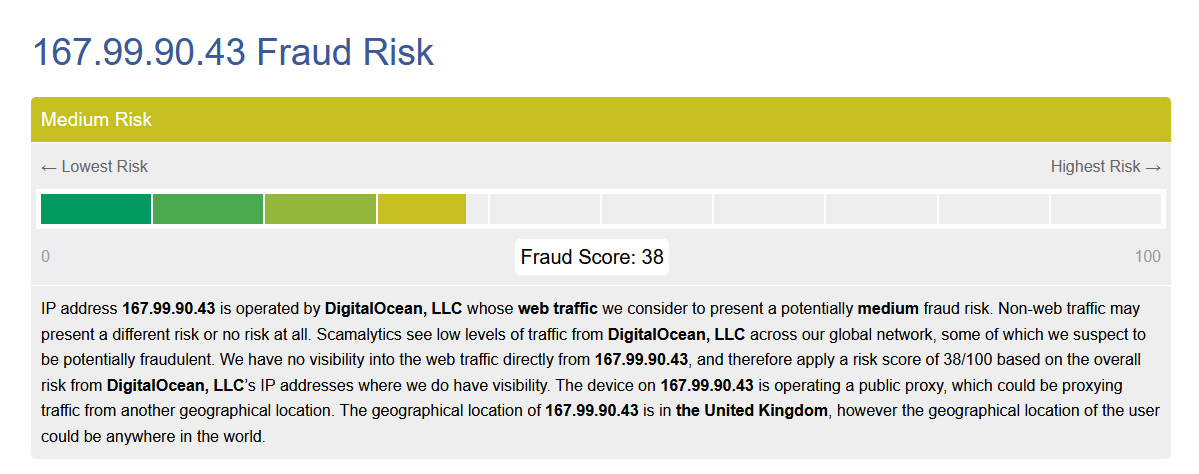 167.99.90.43 Fraud Risk
Medium Risk
← Lowest Risk
Highest Risk →
0
Fraud Score: 38
100
IP address 167.99.90.43 is operated by DigitalOcean, LLC whose web traffic we consider to present a potentially medium fraud risk. Non-web traffic may
present a different risk or no risk at all. Scamalytics see low levels of traffic from DigitalOcean, LLC across our global network, some of which we suspect to
be potentially fraudulent. We have no visibility into the web traffic directly from 167.99.90.43, and therefore apply a risk score of 38/100 based on the overall
risk from DigitalOcean, LLC's IP addresses where we do have visibility. The device on 167.99.90.43 is operating a public proxy, which could be proxying
traffic from another geographical location. The geographical location of 167.99.90.43 is in the United Kingdom, however the geographical location of the user
could be anywhere in the world.